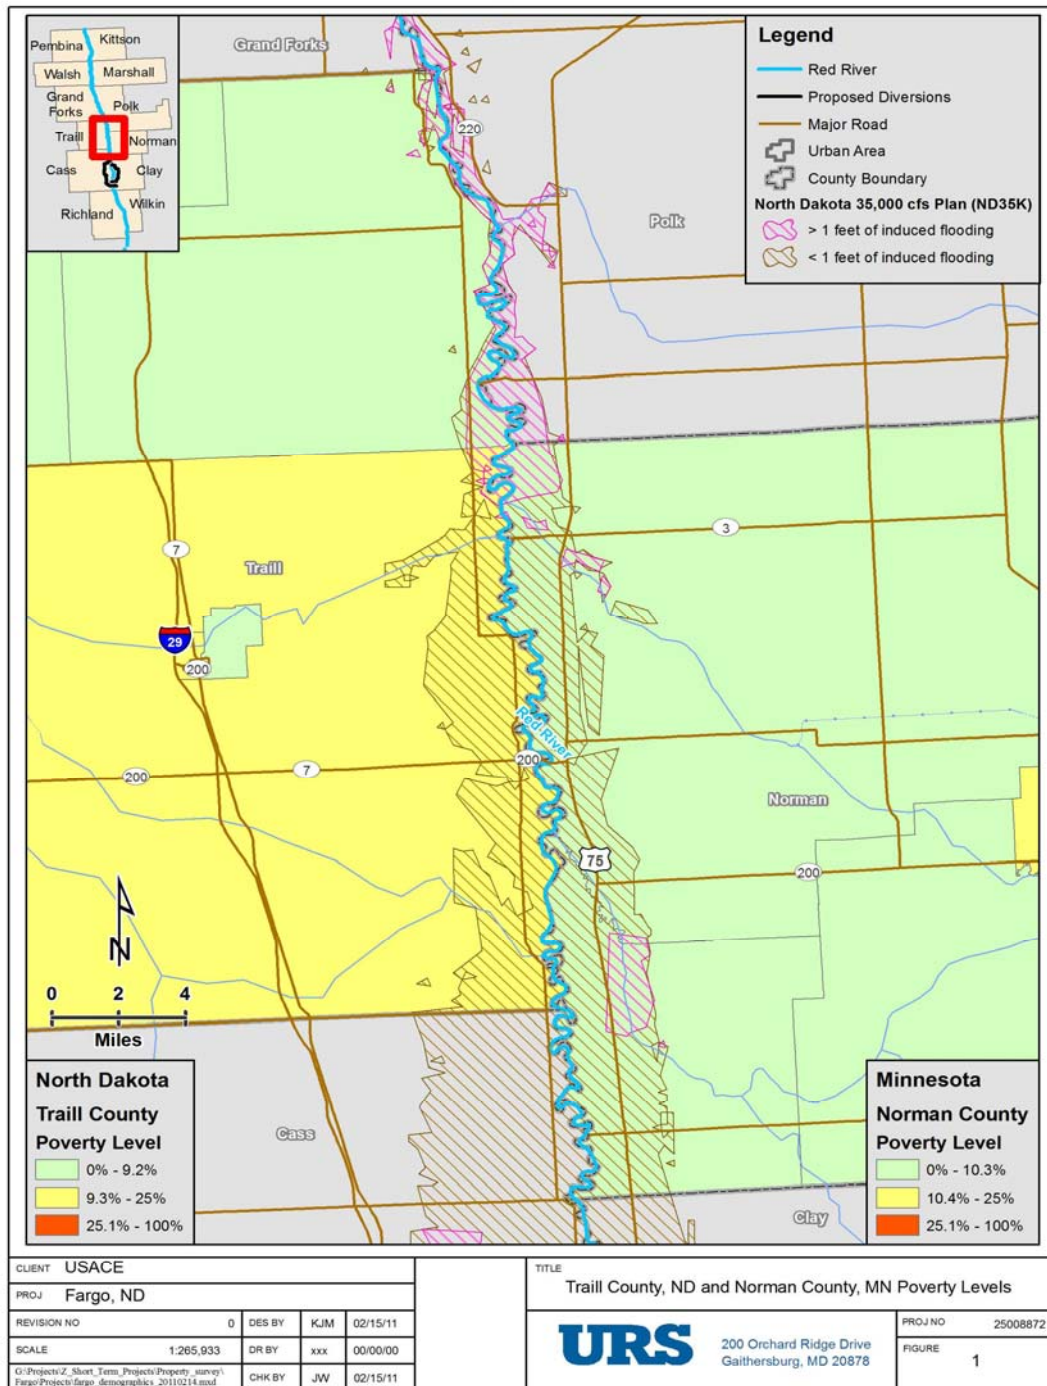 Pembina
Kittson
Walsh
Marshall
Grand
Forks
Polk
Traill
Norman
Cass
Clay
Richland
Wilkin
Grand Forks
220
Polk
Legend
Red River
Proposed Diversions
Major Road
Urban Area
County Boundary
North Dakota 35,000 cfs Plan (ND35K)
> 1 feet of induced flooding
< 1 feet of induced flooding
7
3
Traill
29
200
Red River
200
7
200
Norman
75
200
N
0 2 4
Miles
North Dakota
Traill County
Poverty Level
0% - 9.2%
9.3% - 25%
25.1% - 100%
Cass
Clay
Minnesota
Norman County
Poverty Level
0% - 10.3%
10.4% - 25%
25.1% - 100%
CLIENT USACE
PROJ Fargo, ND
REVISION NO 0 DES BY KJM 02/15/11
SCALE 1:265,933 DR BY xxx 00/00/00
G:\Projects\Z_Short_Term_Projects\Property_survey\
Fargo\Projects\fargo_demographics_20110214.mxd
CHK BY JW 02/15/11
TITLE
Traill County, ND and Norman County, MN Poverty Levels
URS
200 Orchard Ridge Drive
Gaithersburg, MD 20878
PROJ NO 25008872
FIGURE
1